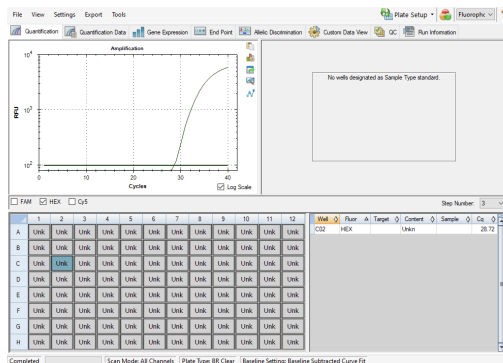 File View Settings Export Tools
Plate Setup Fluorophc
Quantification Quantification Data Gene Expression End Point Allelic Discrimination Custom Data View QC Run Information
Amplification
10^4
10^3
10^2
RFU
0 10 20 30 40
Cycles
Log Scale
No wells designated as Sample Type standard.
FAM HEX Cy5
Step Number: 3
1 2 3 4 5 6 7 8 9 10 11 12
A Unk Unk Unk Unk Unk Unk Unk Unk Unk Unk Unk Unk
B Unk Unk Unk Unk Unk Unk Unk Unk Unk Unk Unk Unk
C Unk Unk Unk Unk Unk Unk Unk Unk Unk Unk Unk Unk
D Unk Unk Unk Unk Unk Unk Unk Unk Unk Unk Unk Unk
E Unk Unk Unk Unk Unk Unk Unk Unk Unk Unk Unk Unk
F Unk Unk Unk Unk Unk Unk Unk Unk Unk Unk Unk Unk
G Unk Unk Unk Unk Unk Unk Unk Unk Unk Unk Unk Unk
H Unk Unk Unk Unk Unk Unk Unk Unk Unk Unk Unk Unk
Well Fluor Target Content Sample Cq
C02 HEX Unkn 28.72
Completed Scan Mode: All Channels Plate Type: BR Clear Baseline Setting: Baseline Subtracted Curve Fit